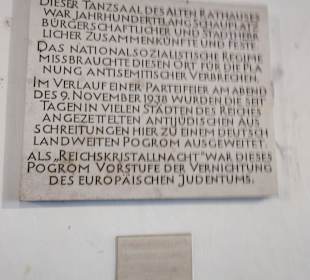 DIESER TANZSAAL DES ALTEN RATHAUSES
WAR JAHRHUNDERTLANG SCHAUPLATZ
BÜRGERSCHAFTLICHER UND STADTHERR
LICHER ZUSAMMENKÜNFTE UND FESTE
DAS NATIONALSOZIALISTISCHE REGIME
MISSBRAUCHTE DIESEN ORT FÜR DIE PLA
NUNG ANTISEMITISCHER VERBRECHEN.
IM VERLAUF EINER PARTEIFEIER AM ABEND
DES 9. NOVEMBER 1938 WURDEN DIE SEIT
TAGEN IN VIELEN STÄDTEN DES REICHES
ANGEZETTELTEN ANTIJÜDISCHEN AUS
SCHREITUNGEN HIER ZU EINEM DEUTSCH
LANDWEITEN POGROM AUSGEWEITET.
ALS „REICHSKRISTALLNACHT" WAR DIESES
POGROM VORSTUFE DER VERNICHTUNG
DES EUROPÄISCHEN JUDENTUMS.